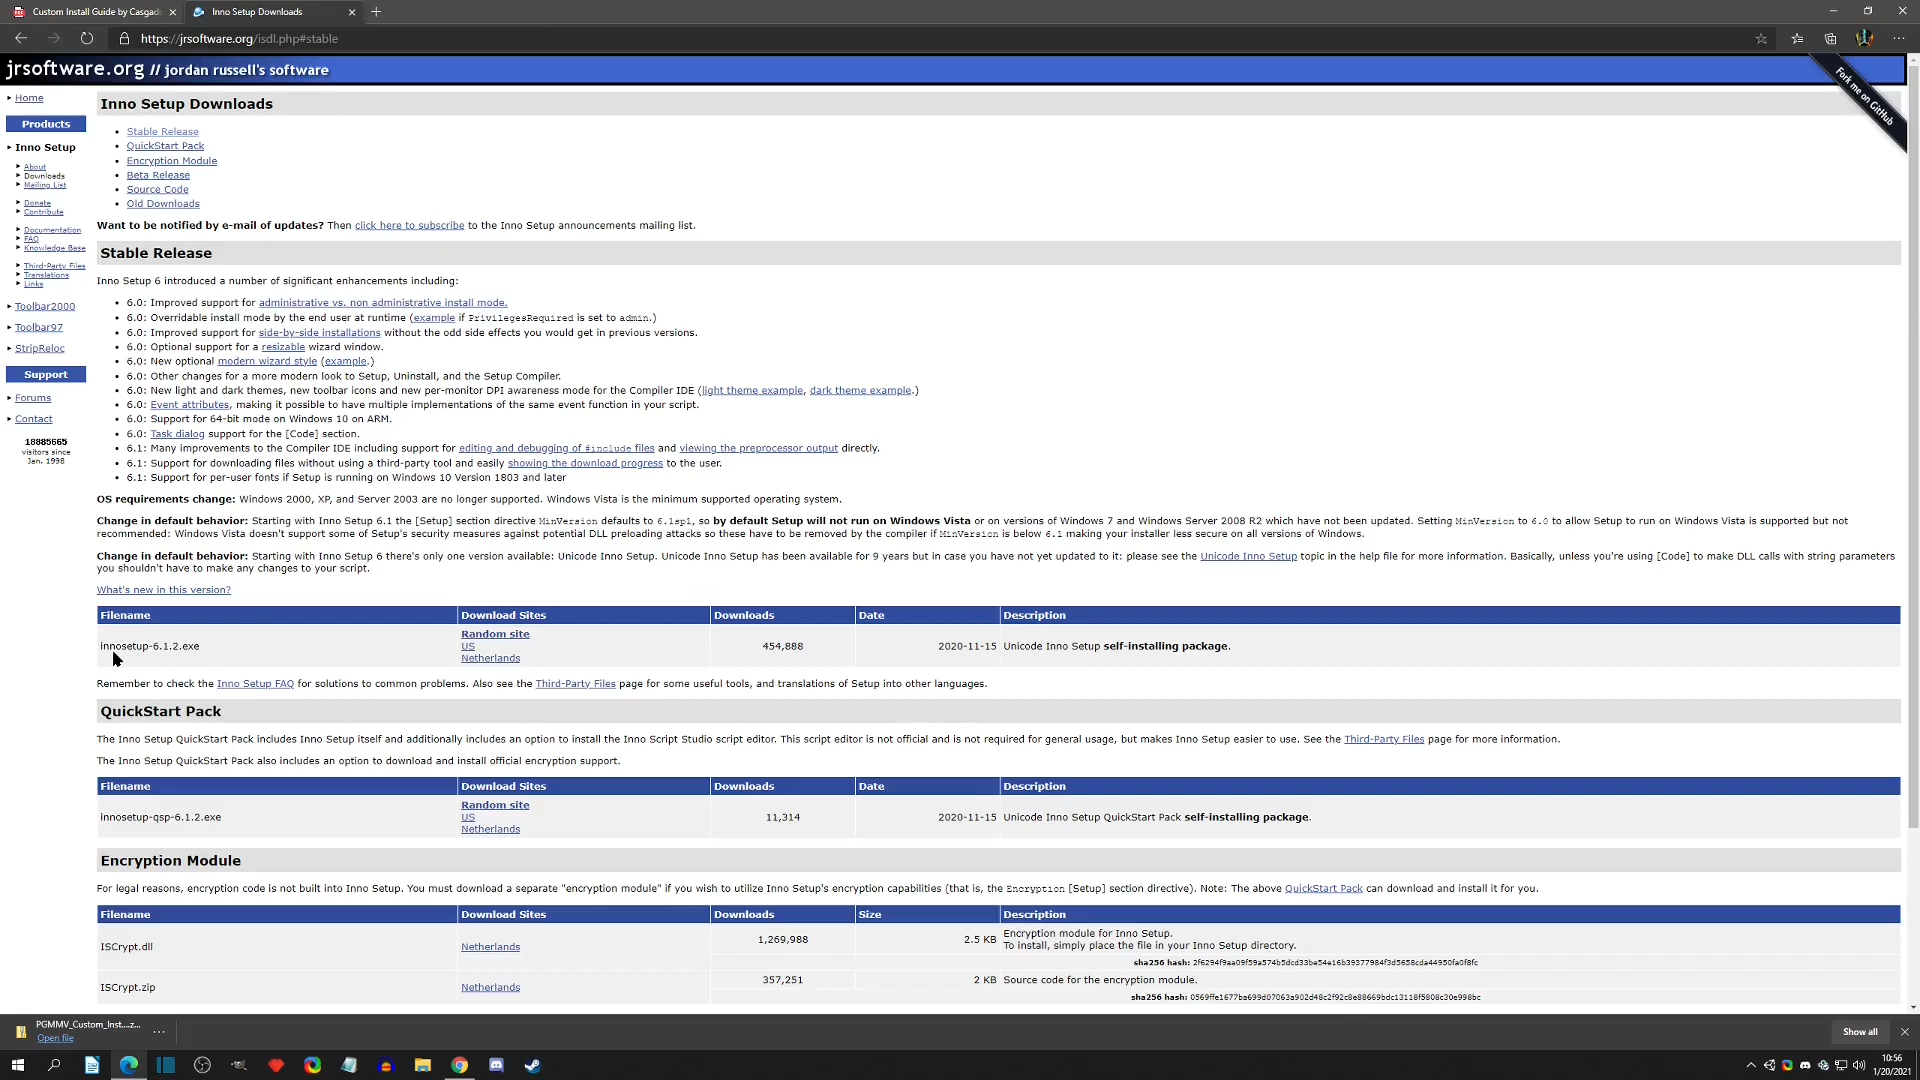 Custom Install Guide by Casgad
Inno Setup Downloads
https://jrsoftware.org/isdl.php#stable
jrsoftware.org // jordan russell's software
Fork me on GitHub
Home
Products
Inno Setup
About
Downloads
Mailing List
Donate
Contribute
Documentation
FAQ
Knowledge Base
Third-Party Files
Translations
Links
Toolbar2000
Toolbar97
StripReloc
Support
Forums
Contact
18885665
visitors since
Jan. 1998
Inno Setup Downloads
Stable Release
QuickStart Pack
Encryption Module
Beta Release
Source Code
Old Downloads
Want to be notified by e-mail of updates? Then click here to subscribe to the Inno Setup announcements mailing list.
Stable Release
Inno Setup 6 introduced a number of significant enhancements including:
6.0: Improved support for administrative vs. non administrative install mode.
6.0: Overridable install mode by the end user at runtime (example if PrivilegesRequired is set to admin.)
6.0: Improved support for side-by-side installations without the odd side effects you would get in previous versions.
6.0: Optional support for a resizable wizard window.
6.0: New optional modern wizard style (example.)
6.0: Other changes for a more modern look to Setup, Uninstall, and the Setup Compiler.
6.0: New light and dark themes, new toolbar icons and new per-monitor DPI awareness mode for the Compiler IDE (light theme example, dark theme example.)
6.0: Event attributes, making it possible to have multiple implementations of the same event function in your script.
6.0: Support for 64-bit mode on Windows 10 on ARM.
6.0: Task dialog support for the [Code] section.
6.1: Many improvements to the Compiler IDE including support for editing and debugging of #include files and viewing the preprocessor output directly.
6.1: Support for downloading files without using a third-party tool and easily showing the download progress to the user.
6.1: Support for per-user fonts if Setup is running on Windows 10 Version 1803 and later
OS requirements change: Windows 2000, XP, and Server 2003 are no longer supported. Windows Vista is the minimum supported operating system.
Change in default behavior: Starting with Inno Setup 6.1 the [Setup] section directive MinVersion defaults to 6.1sp1, so by default Setup will not run on Windows Vista or on versions of Windows 7 and Windows Server 2008 R2 which have not been updated. Setting MinVersion to 6.0 to allow Setup to run on Windows Vista is supported but not
recommended: Windows Vista doesn't support some of Setup's security measures against potential DLL preloading attacks so these have to be removed by the compiler if MinVersion is below 6.1 making your installer less secure on all versions of Windows.
Change in default behavior: Starting with Inno Setup 6 there's only one version available: Unicode Inno Setup. Unicode Inno Setup has been available for 9 years but in case you have not yet updated to it: please see the Unicode Inno Setup topic in the help file for more information. Basically, unless you're using [Code] to make DLL calls with string parameters
you shouldn't have to make any changes to your script.
What's new in this version?
Filename Download Sites Downloads Date Description
Random site
innosetup-6.1.2.exe US 454,888 2020-11-15 Unicode Inno Setup self-installing package.
Netherlands
Remember to check the Inno Setup FAQ for solutions to common problems. Also see the Third-Party Files page for some useful tools, and translations of Setup into other languages.
QuickStart Pack
The Inno Setup QuickStart Pack includes Inno Setup itself and additionally includes an option to install the Inno Script Studio script editor. This script editor is not official and is not required for general usage, but makes Inno Setup easier to use. See the Third-Party Files page for more information.
The Inno Setup QuickStart Pack also includes an option to download and install official encryption support.
Filename Download Sites Downloads Date Description
Random site
innosetup-qsp-6.1.2.exe US 11,314 2020-11-15 Unicode Inno Setup QuickStart Pack self-installing package.
Netherlands
Encryption Module
For legal reasons, encryption code is not built into Inno Setup. You must download a separate "encryption module" if you wish to utilize Inno Setup's encryption capabilities (that is, the Encryption [Setup] section directive). Note: The above QuickStart Pack can download and install it for you.
Filename Download Sites Downloads Size Description
ISCrypt.dll Netherlands 1,269,988 2.5 KB Encryption module for Inno Setup.
To install, simply place the file in your Inno Setup directory.
sha256 hash: 2f6294f9aa09f59a574b5dcd33be54e16b39377984f3d5658cda44950fa0f8fc
ISCrypt.zip Netherlands 357,251 2 KB Source code for the encryption module.
sha256 hash: 0569ffe1677ba699d07063a902d48c2f92c8e88669bdc13118f5808c30e998bc
PGMMV_Custom_Inst....z...
Open file
Show all
10:56
1/20/2021